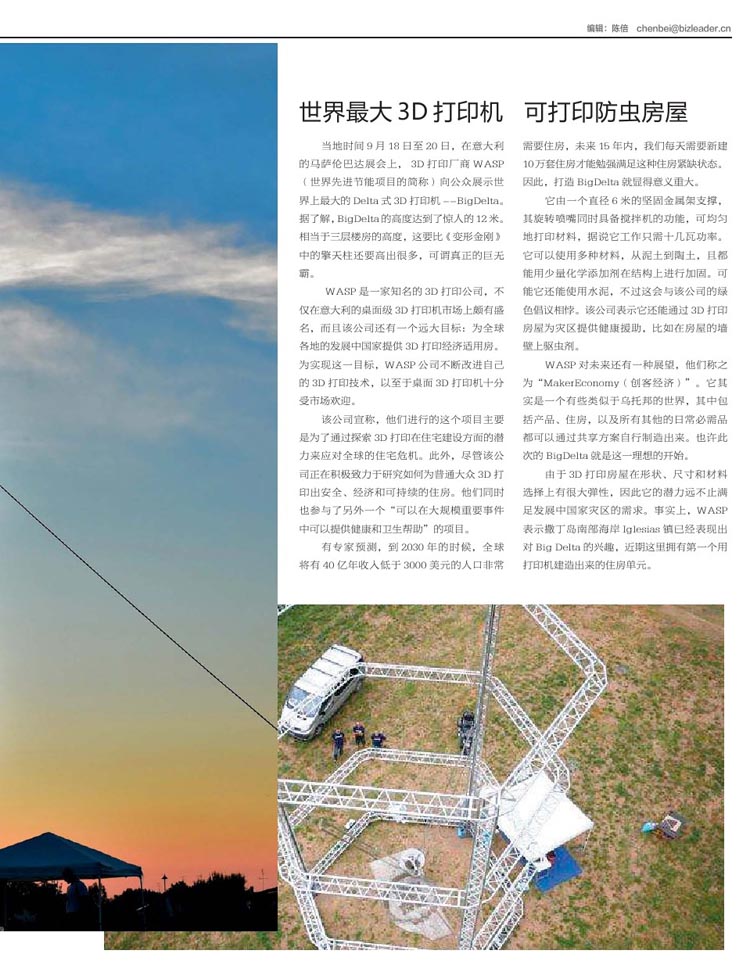 编辑：陈倍 chenbei@bizleader.cn
世界最大 3D 打印机 可打印防虫房屋
当地时间 9 月 18 日至 20 日，在意大利
的马萨伦巴达展会上， 3D 打印厂商 WASP
（世界先进节能项目的简称）向公众展示世
界上最大的 Delta 式 3D 打印机 --BigDelta。
据了解，BigDelta 的高度达到了惊人的 12 米。
相当于三层楼房的高度，这要比《变形金刚》
中的擎天柱还要高出很多，可谓真正的巨无
霸。
WASP 是一家知名的 3D 打印公司，不
仅在意大利的桌面级 3D 打印机市场上颇有盛
名，而且该公司还有一个远大目标：为全球
各地的发展中国家提供 3D 打印经济适用房。
为实现这一目标，WASP 公司不断改进自己
的 3D 打印技术，以至于桌面 3D 打印机十分
受市场欢迎。
该公司宣称，他们进行的这个项目主要
是为了通过探索 3D 打印在住宅建设方面的潜
力来应对全球的住宅危机。此外，尽管该公
司正在积极致力于研究如何为普通大众 3D 打
印出安全、经济和可持续的住房。他们同时
也参与了另外一个“可以在大规模重要事件
中可以提供健康和卫生帮助”的项目。
有专家预测，到 2030 年的时候，全球
将有 40 亿年收入低于 3000 美元的人口非常
需要住房，未来 15 年内，我们每天需要新建
10 万套住房才能勉强满足这种住房紧缺状态。
因此，打造 BigDelta 就显得意义重大。
它由一个直径 6 米的坚固金属架支撑，
其旋转喷嘴同时具备搅拌机的功能，可均匀
地打印材料，据说它工作只需十几瓦功率。
它可以使用多种材料，从泥土到陶土，且都
能用少量化学添加剂在结构上进行加固。可
能它还能使用水泥，不过这会与该公司的绿
色倡议相悖。该公司表示它还能通过 3D 打印
房屋为灾区提供健康援助，比如在房屋的墙
壁上驱虫剂。
WASP 对未来还有一种展望，他们称之
为“MakerEconomy（创客经济）”。它其
实是一个有些类似于乌托邦的世界，其中包
括产品、住房，以及所有其他的日常必需品
都可以通过共享方案自行制造出来。也许此
次的 BigDelta 就是这一理想的开始。
由于 3D 打印房屋在形状、尺寸和材料
选择上有很大弹性，因此它的潜力远不止满
足发展中国家灾区的需求。事实上，WASP
表示撒丁岛南部海岸 Iglesias 镇已经表现出
对 Big Delta 的兴趣，近期这里拥有第一个用
打印机建造出来的住房单元。